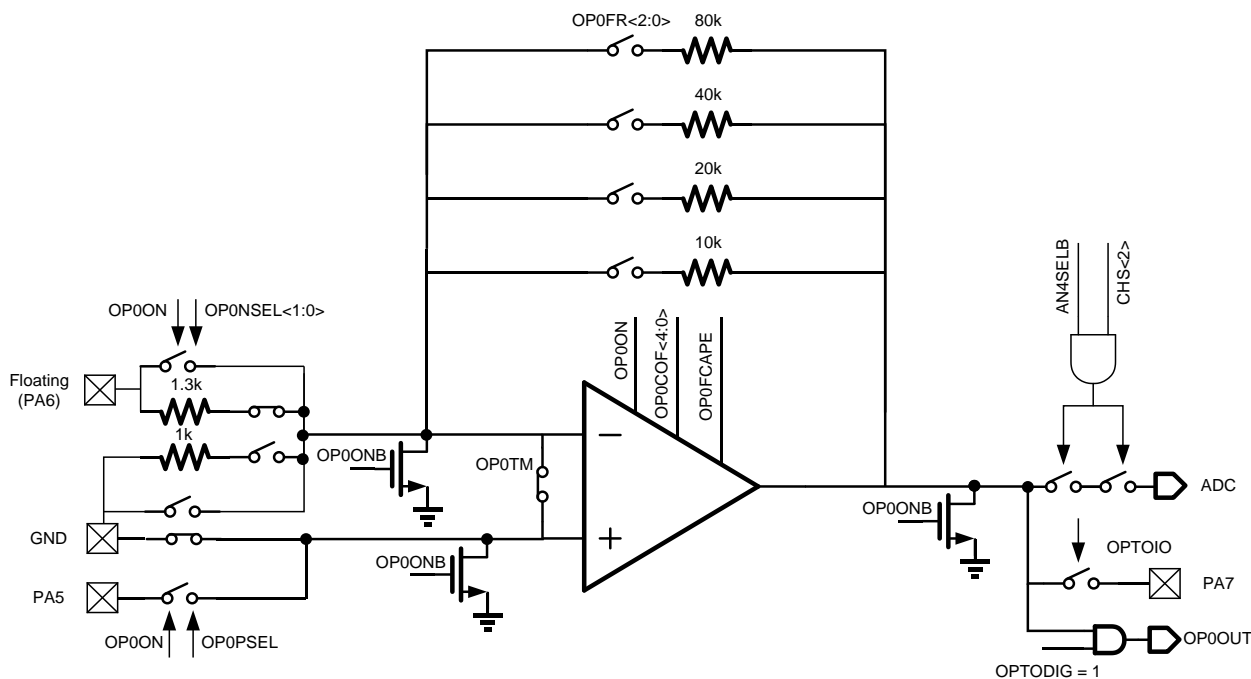 OP0FR<2:0>
80k
40k
20k
10k
AN4SELB
CHS<2>
OP0ON
OP0NSEL<1:0>
OP0ON
OP0COF<4:0>
OP0FCAPE
Floating
(PA6)
1.3k
1k
OP0ONB
OP0TM
−
+
OP0ONB
OP0ONB
GND
PA5
OP0ON
OP0PSEL
ADC
OPTOIO
PA7
OP0OUT
OPTODIG = 1